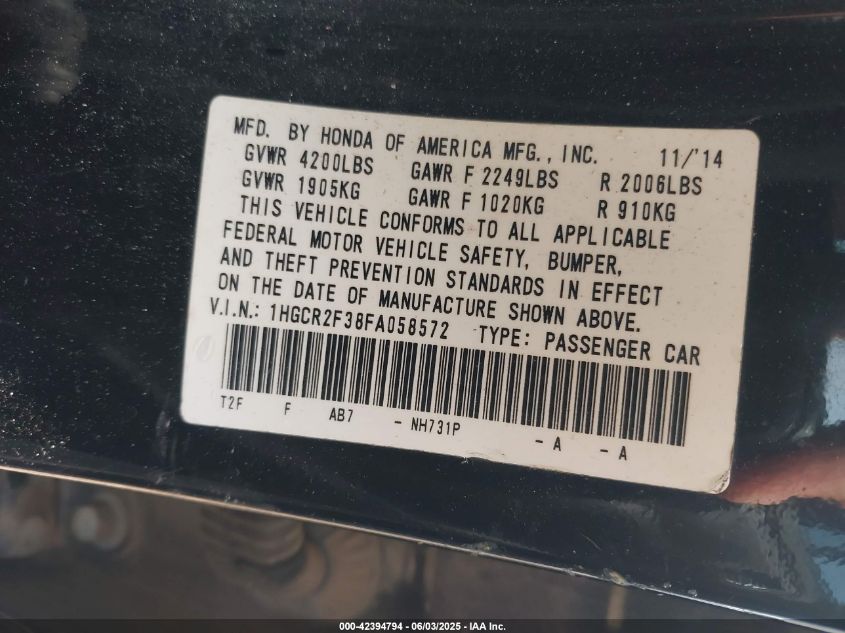 MFD. BY HONDA OF AMERICA MFG., INC. 11/'14
GVWR 4200LBS GAWR F 2249LBS R 2006LBS
GVWR 1905KG GAWR F 1020KG R 910KG
THIS VEHICLE CONFORMS TO ALL APPLICABLE
FEDERAL MOTOR VEHICLE SAFETY, BUMPER,
AND THEFT PREVENTION STANDARDS IN EFFECT
ON THE DATE OF MANUFACTURE SHOWN ABOVE.
V.I.N.: 1HGCR2F38FA058572 TYPE: PASSENGER CAR
T2F F AB7 - NH731P - A - A
000-42394794 - 06/03/2025 - IAA Inc.